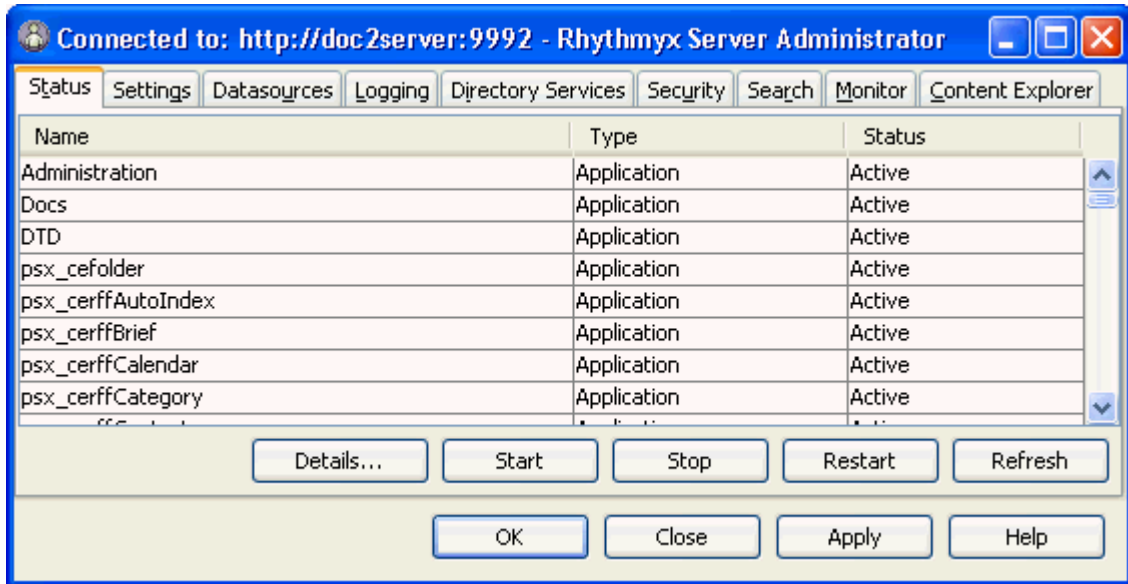 Connected to: http://doc2server:9992 - Rhythmyx Server Administrator
Status Settings Datasources Logging Directory Services Security Search Monitor Content Explorer
Name Type Status
Administration Application Active
Docs Application Active
DTD Application Active
psx_cefolder Application Active
psx_cerffAutoIndex Application Active
psx_cerffBrief Application Active
psx_cerffCalendar Application Active
psx_cerffCategory Application Active
Details... Start Stop Restart Refresh
OK Close Apply Help